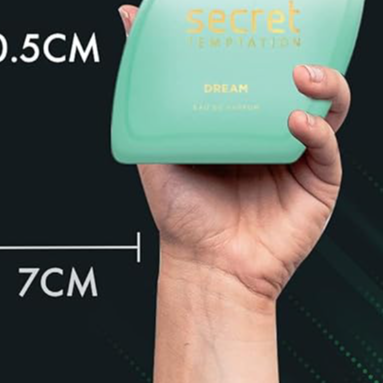 secret
TEMPTATION
0.5CM
DREAM
EAU DE PARFUM
7CM